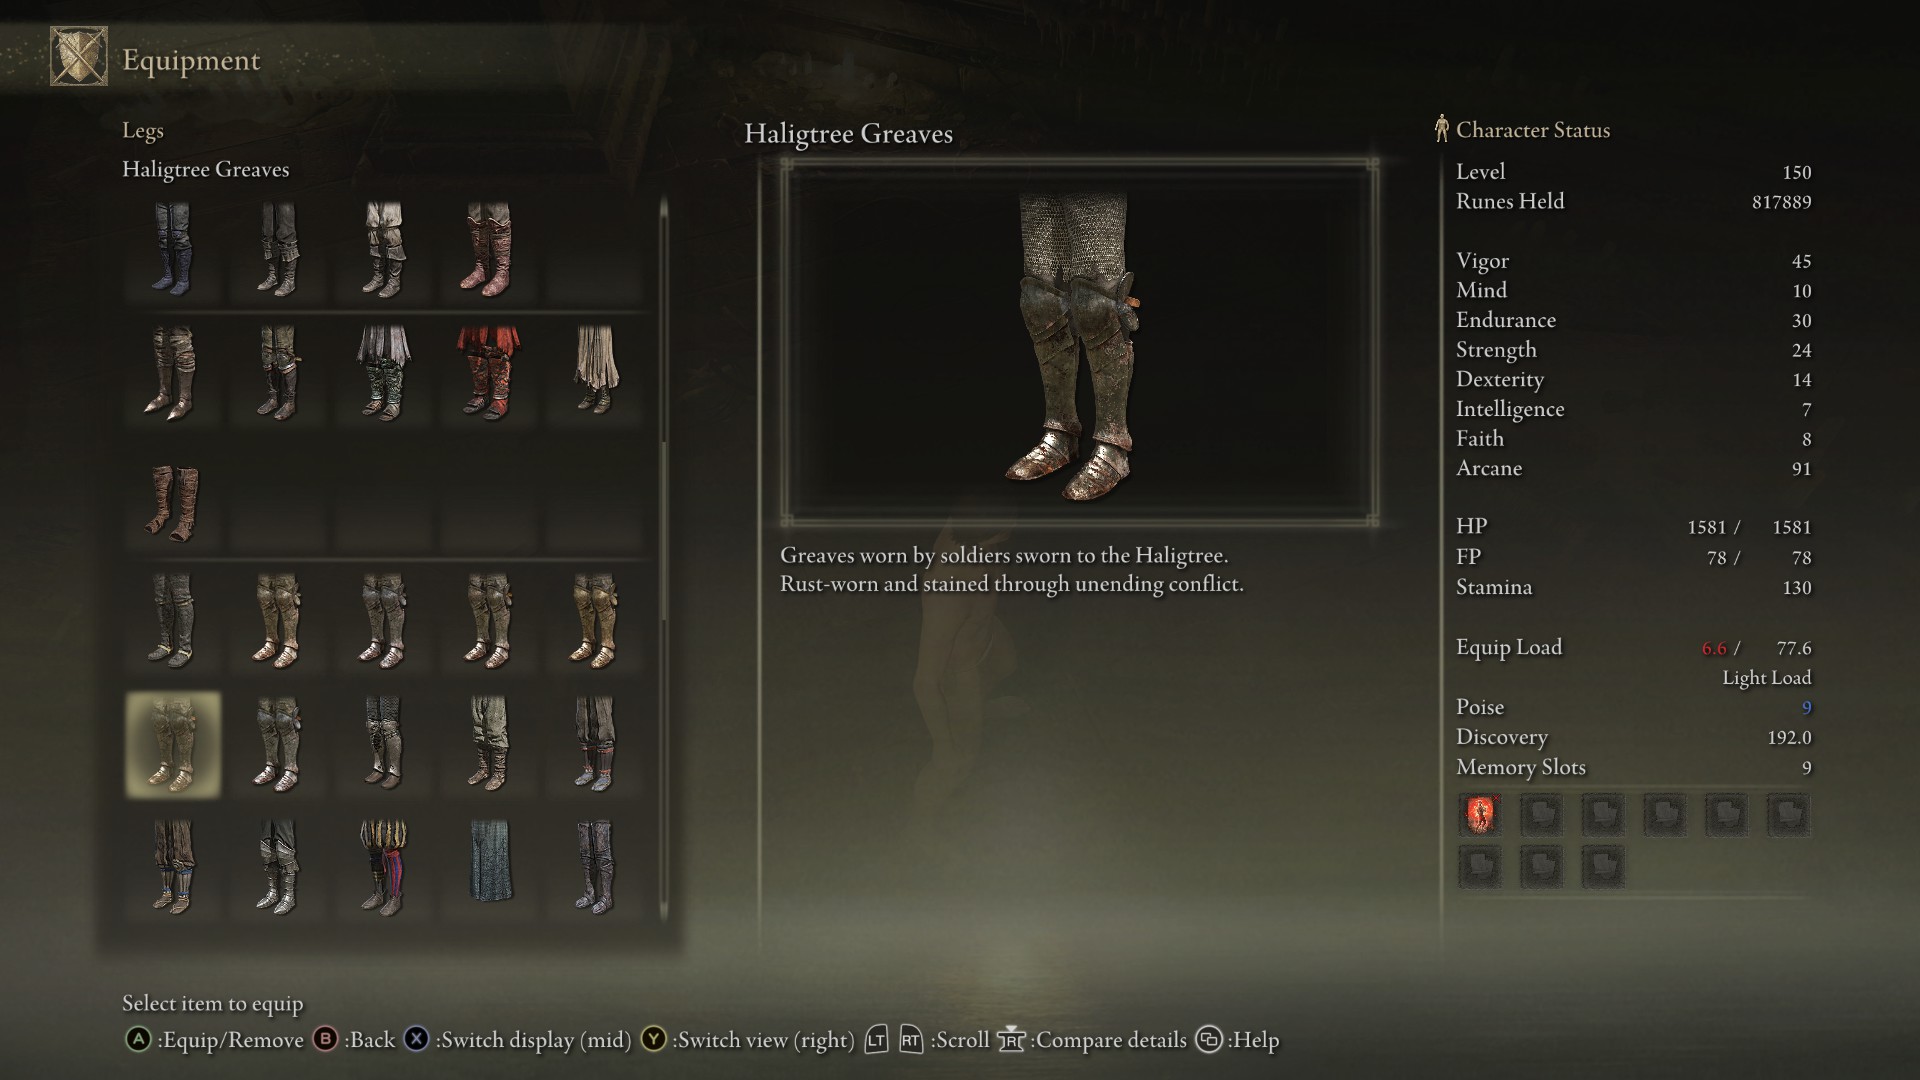 Equipment
Legs
Haligtree Greaves
Haligtree Greaves
Greaves worn by soldiers sworn to the Haligtree.
Rust-worn and stained through unending conflict.
Character Status
Level 150
Runes Held 817889
Vigor 45
Mind 10
Endurance 30
Strength 24
Dexterity 14
Intelligence 7
Faith 8
Arcane 91
HP 1581 / 1581
FP 78 / 78
Stamina 130
Equip Load 6.6 / 77.6
Light Load
Poise 9
Discovery 192.0
Memory Slots 9
Select item to equip
A :Equip/Remove B :Back X :Switch display (mid) Y :Switch view (right) LT RT :Scroll R :Compare details :Help